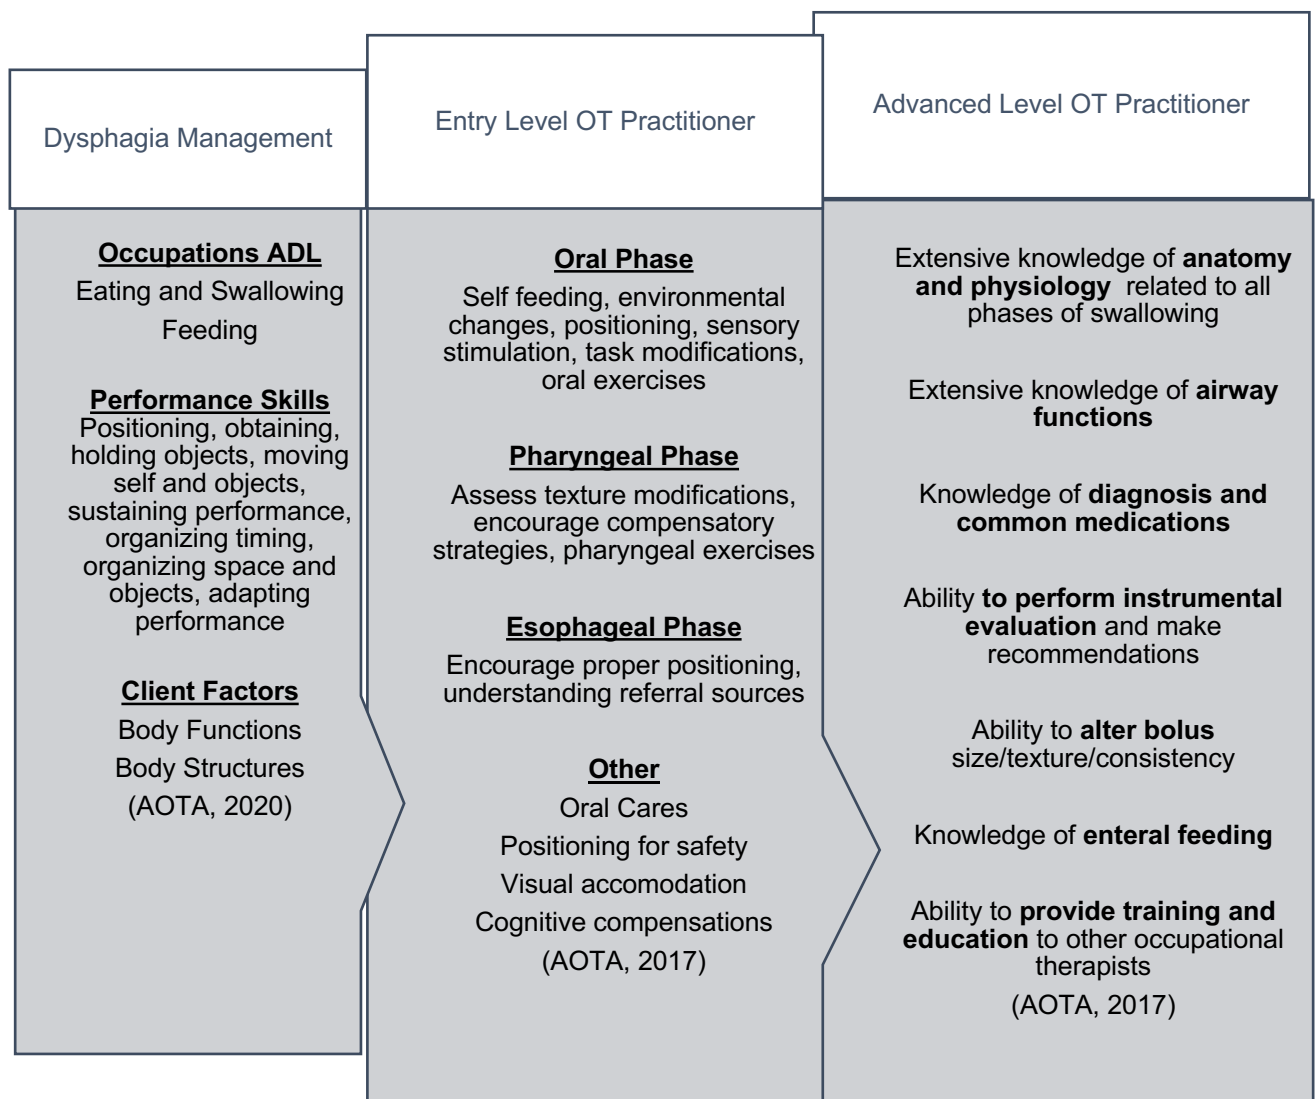 Dysphagia Management
Occupations ADL
Eating and Swallowing
Feeding
Performance Skills
Positioning, obtaining,
holding objects, moving
self and objects,
sustaining performance,
organizing timing,
organizing space and
objects, adapting
performance
Client Factors
Body Functions
Body Structures
(AOTA, 2020)
Entry Level OT Practitioner
Oral Phase
Self feeding, environmental
changes, positioning, sensory
stimulation, task modifications,
oral exercises
Pharyngeal Phase
Assess texture modifications,
encourage compensatory
strategies, pharyngeal exercises
Esophageal Phase
Encourage proper positioning,
understanding referral sources
Other
Oral Cares
Positioning for safety
Visual accomodation
Cognitive compensations
(AOTA, 2017)
Advanced Level OT Practitioner
Extensive knowledge of anatomy
and physiology related to all
phases of swallowing
Extensive knowledge of airway
functions
Knowledge of diagnosis and
common medications
Ability to perform instrumental
evaluation and make
recommendations
Ability to alter bolus
size/texture/consistency
Knowledge of enteral feeding
Ability to provide training and
education to other occupational
therapists
(AOTA, 2017)